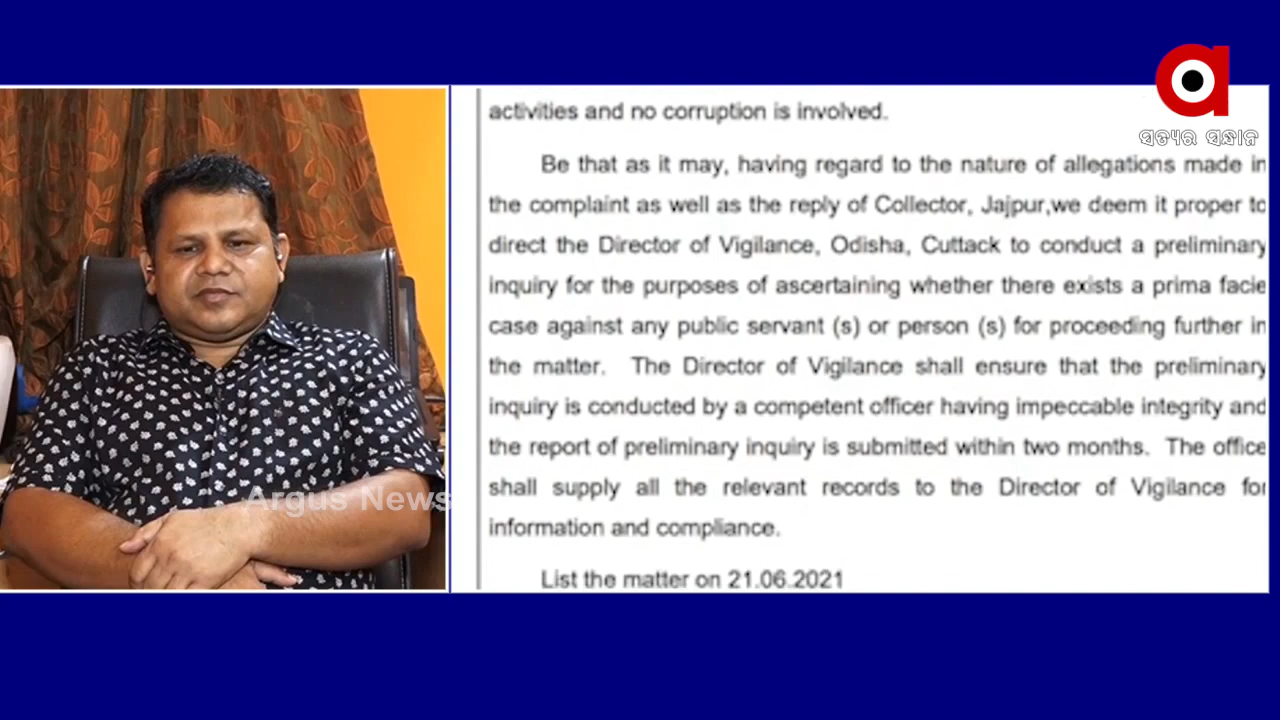 ସତ୍ୟର ସନ୍ଧାନ
activities and no corruption is involved.
Be that as it may, having regard to the nature of allegations made in
the complaint as well as the reply of Collector, Jajpur,we deem it proper to
direct the Director of Vigilance, Odisha, Cuttack to conduct a preliminary
inquiry for the purposes of ascertaining whether there exists a prima facie
case against any public servant (s) or person (s) for proceeding further in
the matter. The Director of Vigilance shall ensure that the preliminary
inquiry is conducted by a competent officer having impeccable integrity and
the report of preliminary inquiry is submitted within two months. The office
shall supply all the relevant records to the Director of Vigilance for
information and compliance.
List the matter on 21.06.2021
Argus News